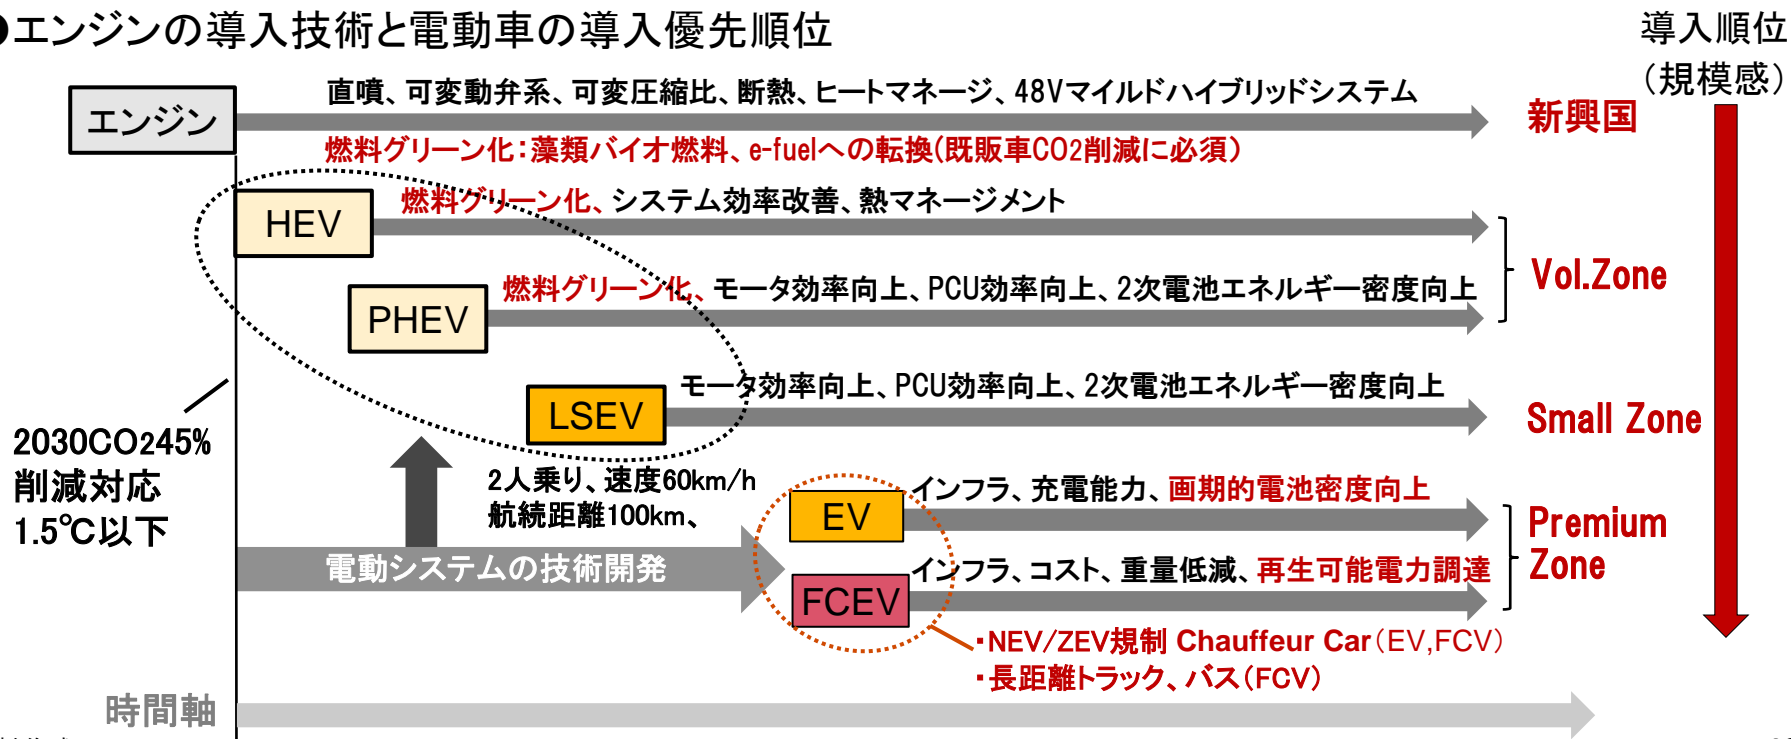 ●エンジンの導入技術と電動車の導入優先順位
導入順位
(規模感)
直噴、可変動弁系、可変圧縮比、断熱、ヒートマネージ、48Vマイルドハイブリッドシステム
エンジン
新興国
燃料グリーン化：藻類バイオ燃料、e-fuelへの転換(既販車CO2削減に必須)
燃料グリーン化、システム効率改善、熱マネージメント
HEV
燃料グリーン化、モータ効率向上、PCU効率向上、2次電池エネルギー密度向上
Vol.Zone
PHEV
モータ効率向上、PCU効率向上、2次電池エネルギー密度向上
LSEV
Small Zone
2030CO245%
削減対応
1.5℃以下
2人乗り、速度60km/h
航続距離100km、
インフラ、充電能力、画期的電池密度向上
EV
Premium
Zone
電動システムの技術開発
インフラ、コスト、重量低減、再生可能電力調達
FCEV
・NEV/ZEV規制 Chauffeur Car(EV,FCV)
・長距離トラック、バス(FCV)
時間軸